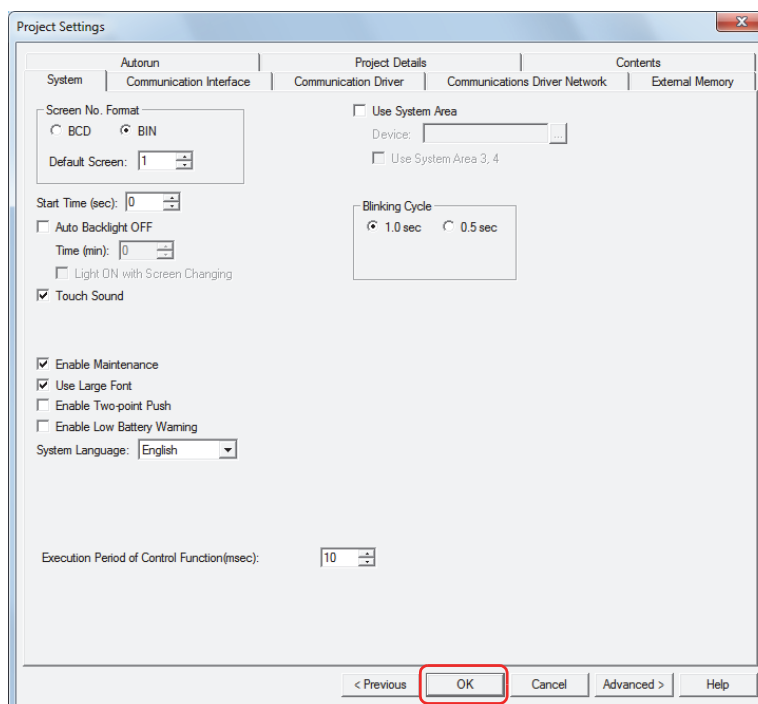 Project Settings
Autorun
Project Details
Contents
System
Communication Interface
Communication Driver
Communications Driver Network
External Memory
Screen No. Format
BCD
BIN
Default Screen: 1
Start Time (sec): 0
Auto Backlight OFF
Time (min): 0
Light ON with Screen Changing
Touch Sound
Enable Maintenance
Use Large Font
Enable Two-point Push
Enable Low Battery Warning
System Language: English
Use System Area
Device: ...
Use System Area 3, 4
Blinking Cycle
1.0 sec
0.5 sec
Execution Period of Control Function(msec): 10
< Previous
OK
Cancel
Advanced >
Help